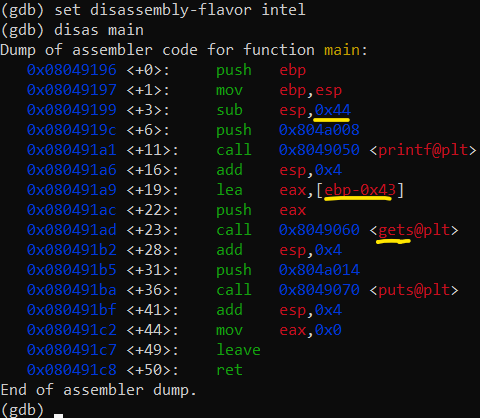 (gdb) set disassembly-flavor intel
(gdb) disas main
Dump of assembler code for function main:
   0x08049196 <+0>:     push   ebp
   0x08049197 <+1>:     mov    ebp,esp
   0x08049199 <+3>:     sub    esp,0x44
   0x0804919c <+6>:     push   0x804a008
   0x080491a1 <+11>:    call   0x8049050 <printf@plt>
   0x080491a6 <+16>:    add    esp,0x4
   0x080491a9 <+19>:    lea    eax,[ebp-0x43]
   0x080491ac <+22>:    push   eax
   0x080491ad <+23>:    call   0x8049060 <gets@plt>
   0x080491b2 <+28>:    add    esp,0x4
   0x080491b5 <+31>:    push   0x804a014
   0x080491ba <+36>:    call   0x8049070 <puts@plt>
   0x080491bf <+41>:    add    esp,0x4
   0x080491c2 <+44>:    mov    eax,0x0
   0x080491c7 <+49>:    leave
   0x080491c8 <+50>:    ret
End of assembler dump.
(gdb)